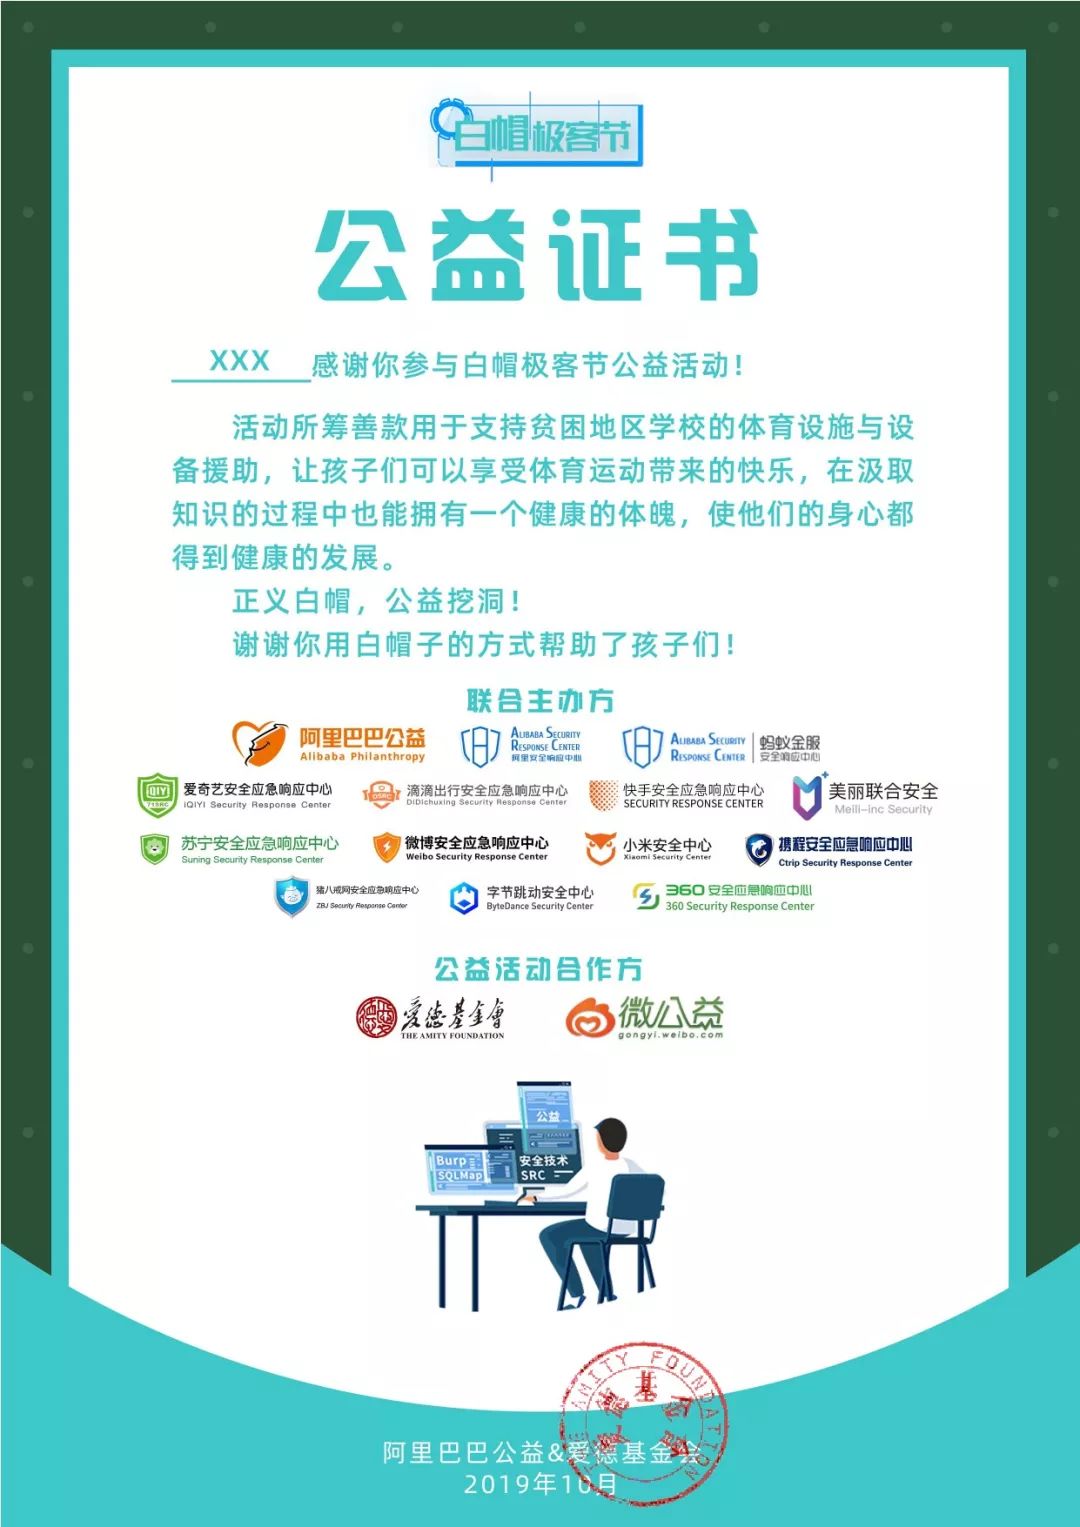 白帽极客节
公益证书
XXX 感谢你参与白帽极客节公益活动！
活动所筹善款用于支持贫困地区学校的体育设施与设
备援助，让孩子们可以享受体育运动带来的快乐，在汲取
知识的过程中也能拥有一个健康的体魄，使他们的身心都
得到健康的发展。
正义白帽，公益挖洞！
谢谢你用白帽子的方式帮助了孩子们！
联合主办方
阿里巴巴公益
Alibaba Philanthropy
ALIBABA SECURITY
RESPONSE CENTER
阿里安全响应中心
ALIBABA SECURITY
RESPONSE CENTER
蚂蚁金服
安全响应中心
iQIYI
71SRC
爱奇艺安全应急响应中心
iQIYI Security Response Center
DSRC
滴滴出行安全应急响应中心
DiDichuxing Security Response Center
快手安全应急响应中心
SECURITY RESPONSE CENTER
美丽联合安全
Meili-inc Security
苏宁安全应急响应中心
Suning Security Response Center
微博安全应急响应中心
Weibo Security Response Center
小米安全中心
Xiaomi Security Center
携程安全应急响应中心
Ctrip Security Response Center
猪八戒网安全应急响应中心
ZBJ Security Response Center
字节跳动安全中心
ByteDance Security Center
360 安全应急响应中心
360 Security Response Center
公益活动合作方
爱德基金會
THE AMITY FOUNDATION
微公益
gongyi.weibo.com
公益
Burp
SQLMap
安全技术
SRC
THE AMITY FOUNDATION
阿里巴巴公益&爱德基金会
2019年10月